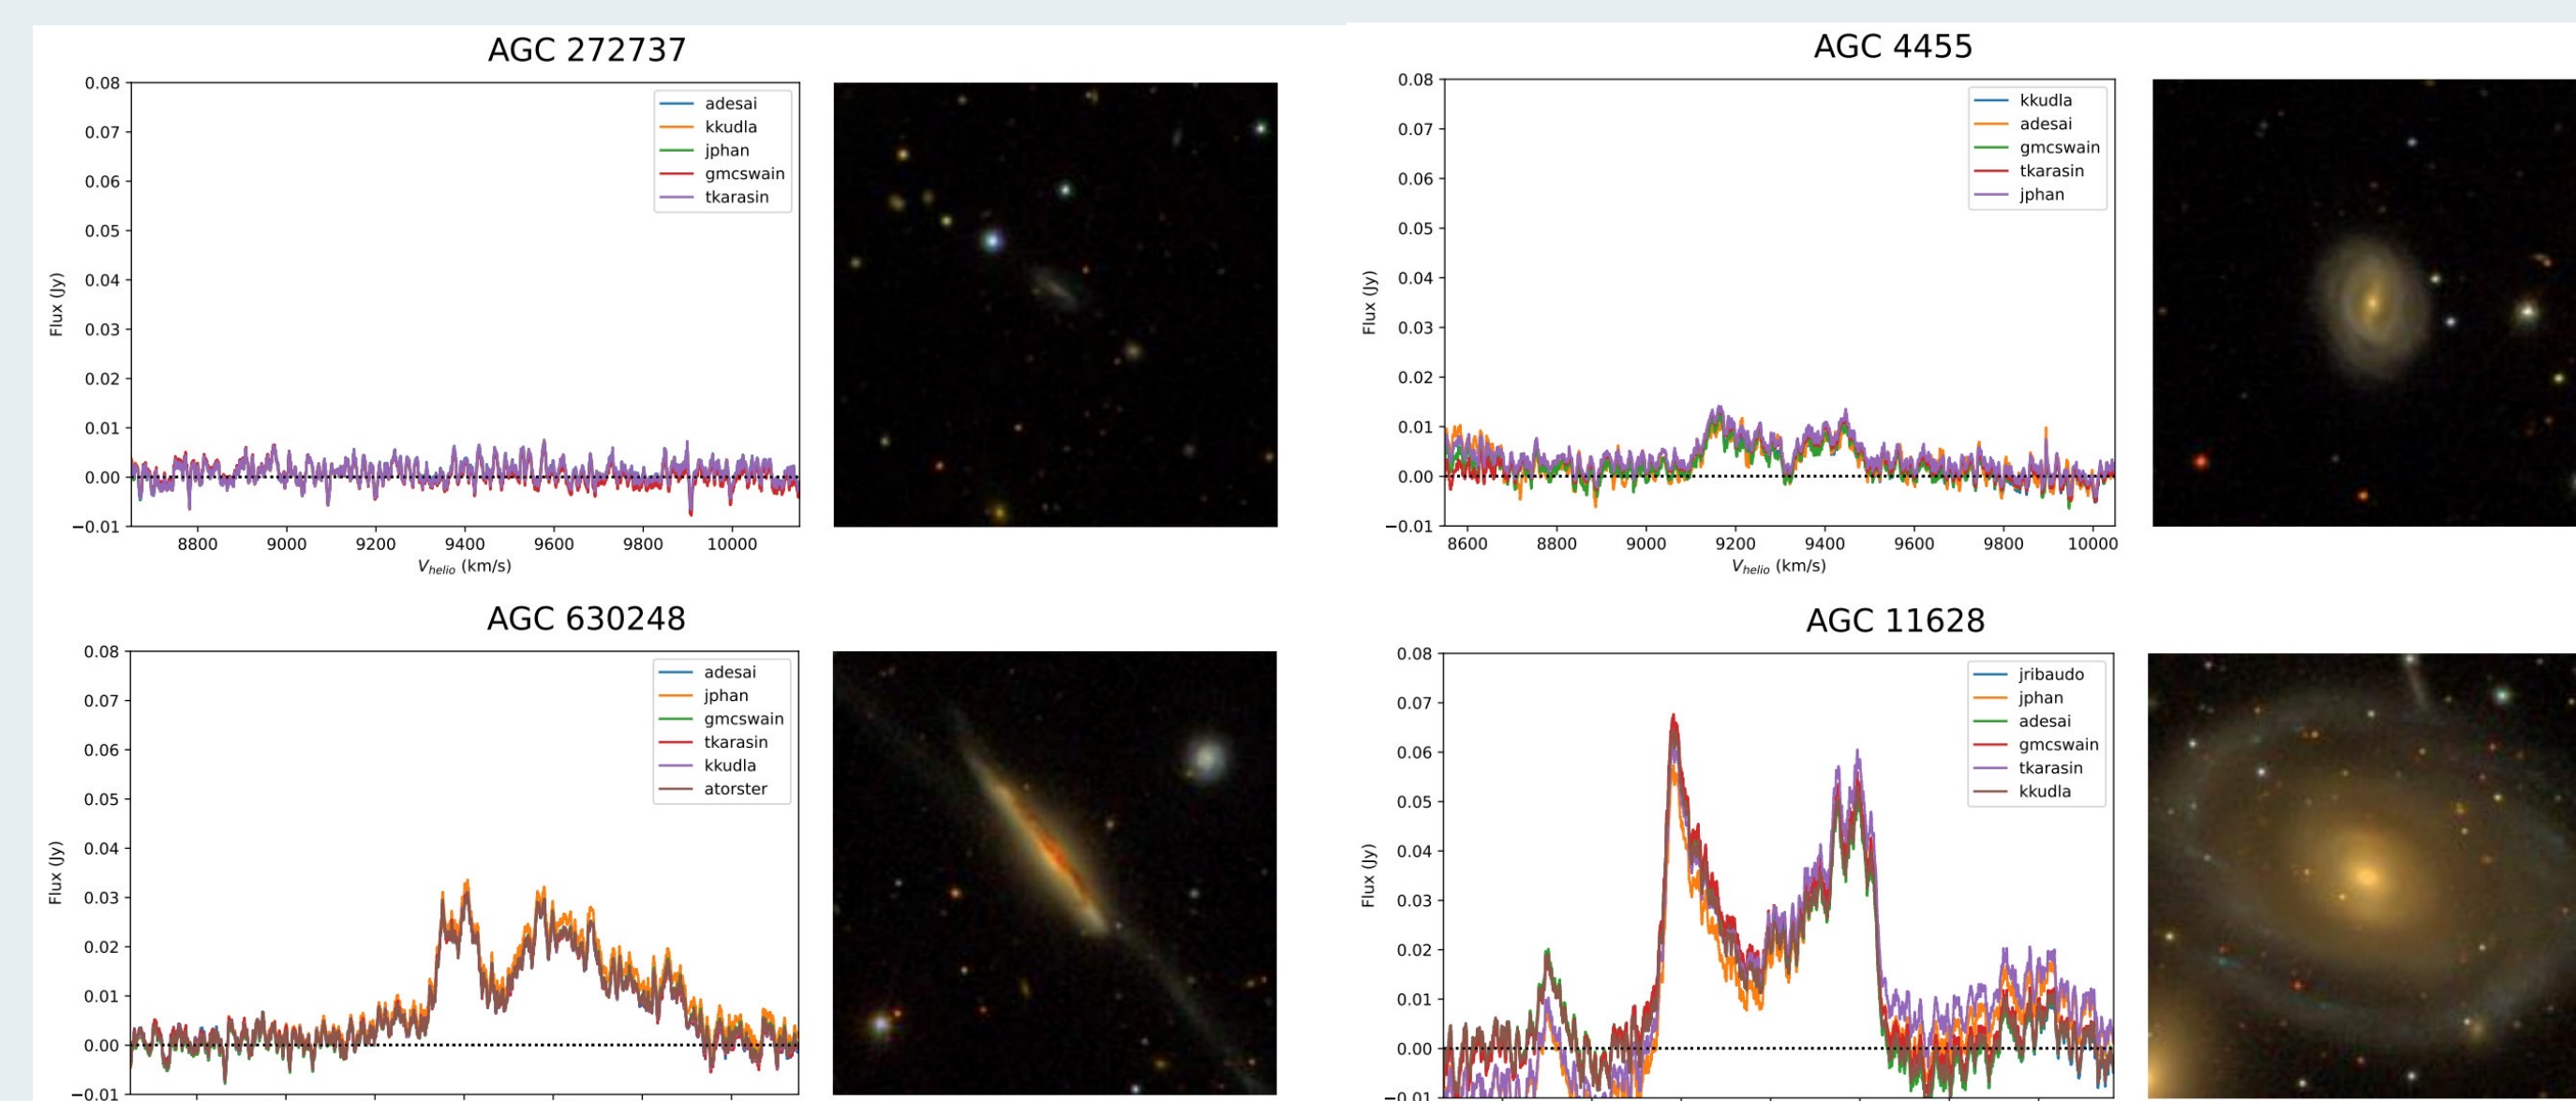 AGC 272737
0.08
0.07
0.06
0.05
0.04
0.03
0.02
0.01
0.00
−0.01
Flux (Jy)
adesai
kkudla
jphan
gmcswain
tkarasin
8800 9000 9200 9400 9600 9800 10000
Vhelio (km/s)
AGC 4455
0.08
0.07
0.06
0.05
0.04
0.03
0.02
0.01
0.00
−0.01
Flux (Jy)
kkudla
adesai
gmcswain
tkarasin
jphan
8600 8800 9000 9200 9400 9600 9800 10000
Vhelio (km/s)
AGC 630248
0.08
0.07
0.06
0.05
0.04
0.03
0.02
0.01
0.00
−0.01
Flux (Jy)
adesai
jphan
gmcswain
tkarasin
kkudla
atorster
AGC 11628
0.08
0.07
0.06
0.05
0.04
0.03
0.02
0.01
0.00
−0.01
Flux (Jy)
jribaudo
jphan
adesai
gmcswain
tkarasin
kkudla